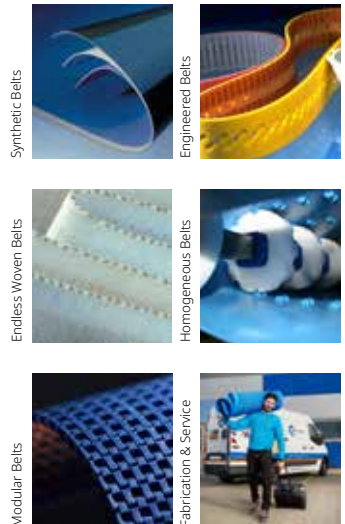 Synthetic Belts
Engineered Belts
Endless Woven Belts
Homogeneous Belts
Modular Belts
Fabrication & Service